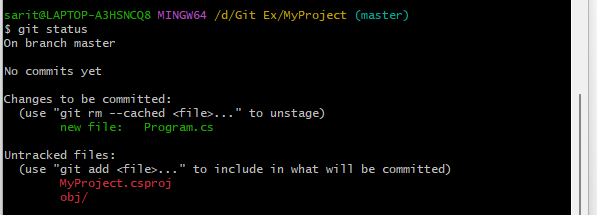 sarit@LAPTOP-A3HSNCQ8 MINGW64 /d/Git Ex/MyProject (master)
$ git status
On branch master
No commits yet
Changes to be committed:
(use "git rm --cached <file>..." to unstage)
new file:   Program.cs
Untracked files:
(use "git add <file>..." to include in what will be committed)
MyProject.csproj
obj/